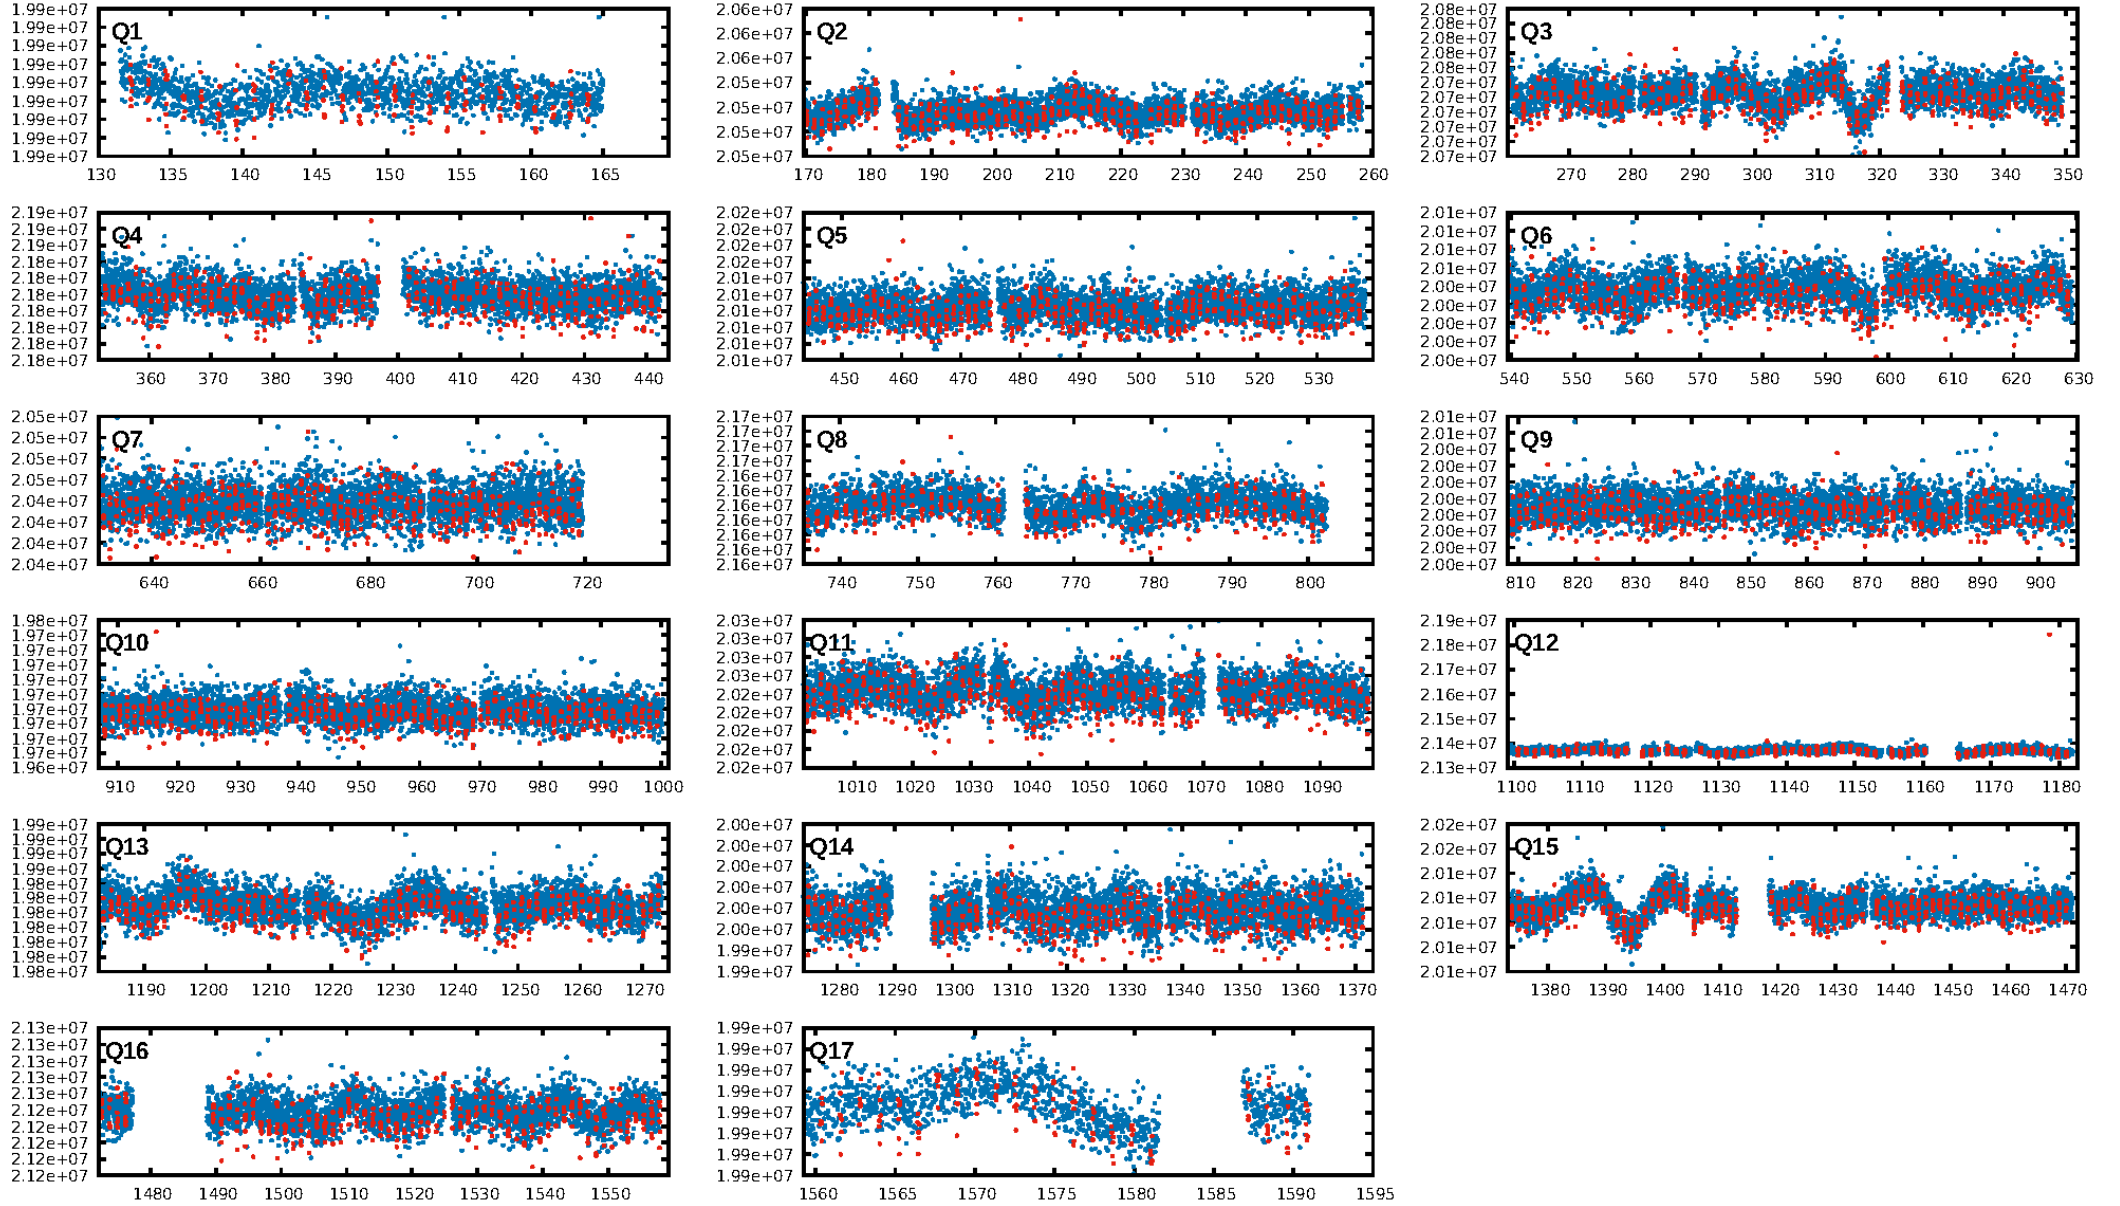 Q1
1.99e+07
1.99e+07
1.99e+07
1.99e+07
1.99e+07
1.99e+07
1.99e+07
1.99e+07
1.99e+07
130 135 140 145 150 155 160 165
Q2
2.06e+07
2.06e+07
2.06e+07
2.05e+07
2.05e+07
2.05e+07
2.05e+07
170 180 190 200 210 220 230 240 250 260
Q3
2.08e+07
2.08e+07
2.08e+07
2.08e+07
2.08e+07
2.07e+07
2.07e+07
2.07e+07
2.07e+07
2.07e+07
2.07e+07
270 280 290 300 310 320 330 340 350
Q4
2.19e+07
2.19e+07
2.19e+07
2.18e+07
2.18e+07
2.18e+07
2.18e+07
2.18e+07
2.18e+07
2.18e+07
360 370 380 390 400 410 420 430 440
Q5
2.02e+07
2.02e+07
2.02e+07
2.02e+07
2.01e+07
2.01e+07
2.01e+07
2.01e+07
2.01e+07
2.01e+07
450 460 470 480 490 500 510 520 530
Q6
2.01e+07
2.01e+07
2.01e+07
2.01e+07
2.00e+07
2.00e+07
2.00e+07
2.00e+07
2.00e+07
540 550 560 570 580 590 600 610 620 630
Q7
2.05e+07
2.05e+07
2.05e+07
2.05e+07
2.04e+07
2.04e+07
2.04e+07
2.04e+07
640 660 680 700 720
Q8
2.17e+07
2.17e+07
2.17e+07
2.17e+07
2.16e+07
2.16e+07
2.16e+07
2.16e+07
2.16e+07
2.16e+07
2.16e+07
740 750 760 770 780 790 800
Q9
2.01e+07
2.01e+07
2.01e+07
2.00e+07
2.00e+07
2.00e+07
2.00e+07
2.00e+07
2.00e+07
2.00e+07
810 820 830 840 850 860 870 880 890 900
Q10
1.98e+07
1.97e+07
1.97e+07
1.97e+07
1.97e+07
1.97e+07
1.97e+07
1.97e+07
1.97e+07
1.97e+07
1.96e+07
910 920 930 940 950 960 970 980 990 1000
Q11
2.03e+07
2.03e+07
2.03e+07
2.03e+07
2.02e+07
2.02e+07
2.02e+07
2.02e+07
2.02e+07
1010 1020 1030 1040 1050 1060 1070 1080 1090
Q12
2.19e+07
2.18e+07
2.17e+07
2.16e+07
2.15e+07
2.14e+07
2.13e+07
1100 1110 1120 1130 1140 1150 1160 1170 1180
Q13
1.99e+07
1.99e+07
1.99e+07
1.99e+07
1.98e+07
1.98e+07
1.98e+07
1.98e+07
1.98e+07
1.98e+07
1.98e+07
1190 1200 1210 1220 1230 1240 1250 1260 1270
Q14
2.00e+07
2.00e+07
2.00e+07
2.00e+07
2.00e+07
2.00e+07
1.99e+07
1.99e+07
1280 1290 1300 1310 1320 1330 1340 1350 1360 1370
Q15
2.02e+07
2.02e+07
2.01e+07
2.01e+07
2.01e+07
2.01e+07
2.01e+07
1380 1390 1400 1410 1420 1430 1440 1450 1460 1470
Q16
2.13e+07
2.13e+07
2.13e+07
2.13e+07
2.13e+07
2.12e+07
2.12e+07
2.12e+07
2.12e+07
2.12e+07
1480 1490 1500 1510 1520 1530 1540 1550
Q17
1.99e+07
1.99e+07
1.99e+07
1.99e+07
1.99e+07
1.99e+07
1.99e+07
1.99e+07
1560 1565 1570 1575 1580 1585 1590 1595